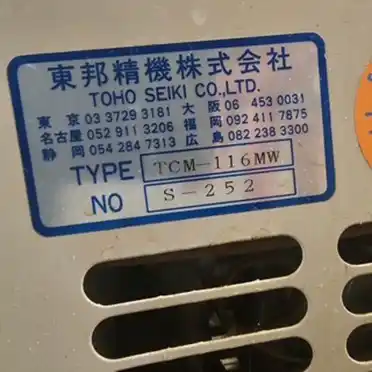 東邦精機株式会社
TOHO SEIKI CO.,LTD.
東京 03 3729 3181 大阪 06 453 0031
名古屋 052 911 3206 福岡 092 411 7875
静岡 054 284 7313 広島 082 238 3300
TYPE TCM-116MW
NO S-252